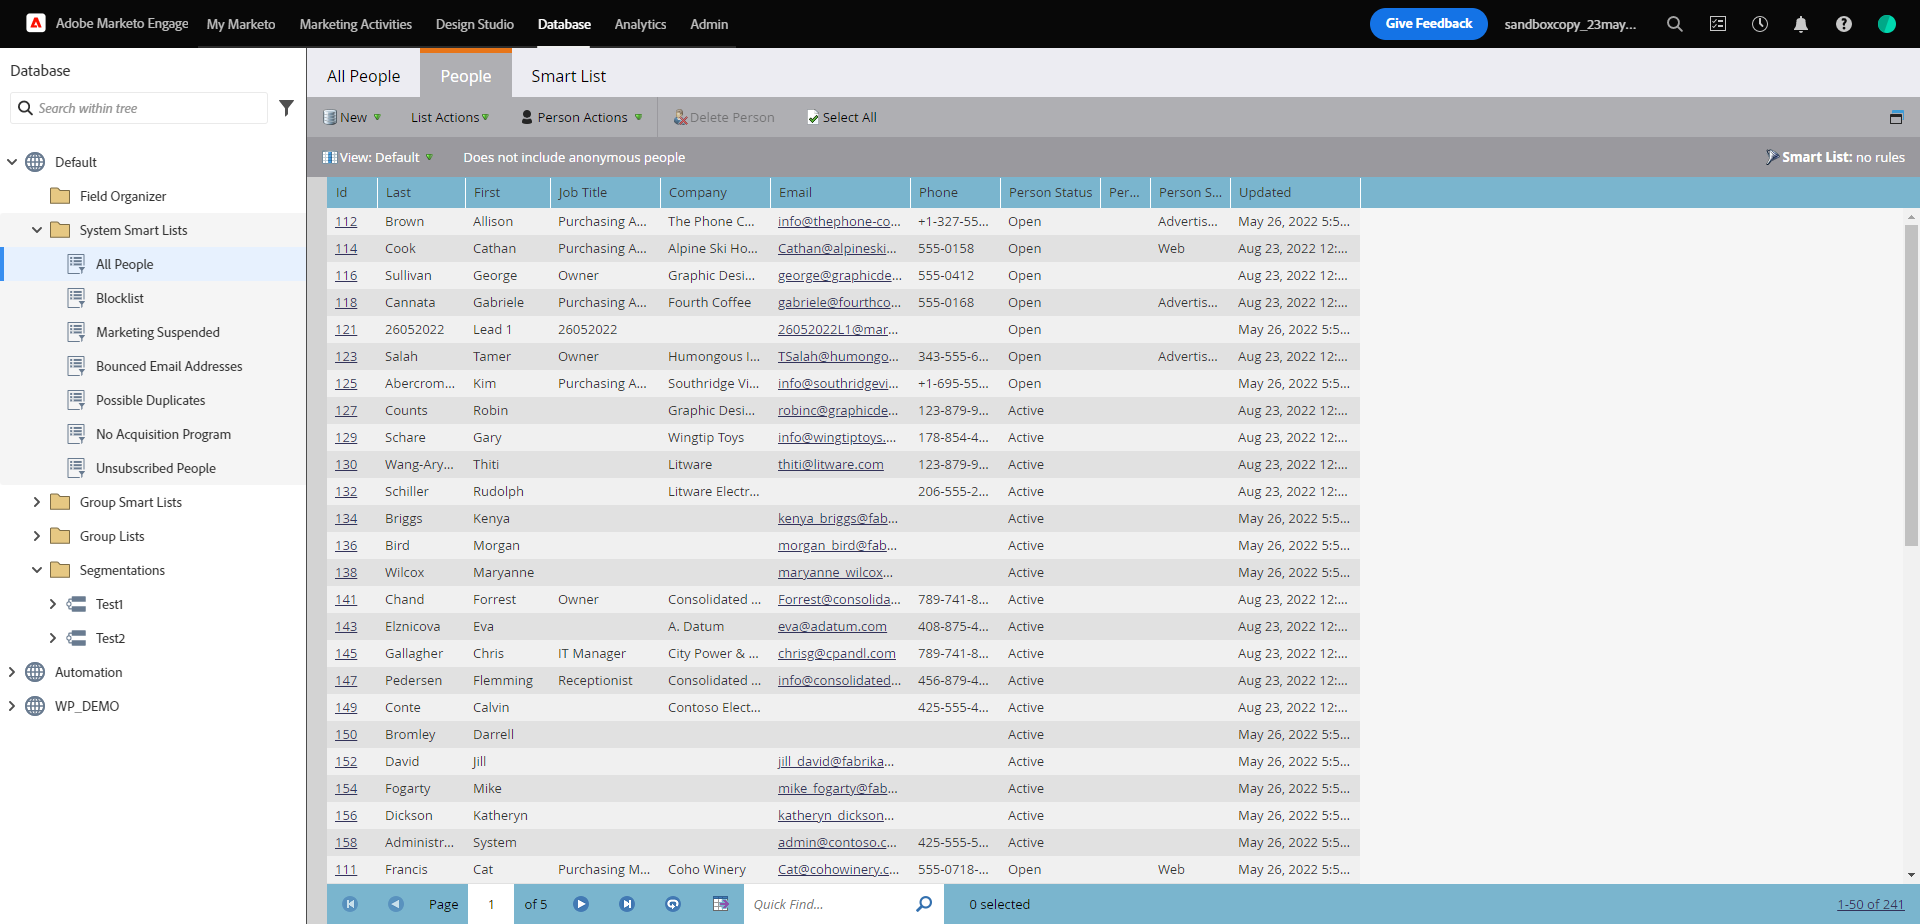 Adobe Marketo Engage My Marketo Marketing Activities Design Studio Database Analytics Admin Give Feedback sandboxcopy_23may...
Database
Search within tree
Default
Field Organizer
System Smart Lists
All People
Blocklist
Marketing Suspended
Bounced Email Addresses
Possible Duplicates
No Acquisition Program
Unsubscribed People
Group Smart Lists
Group Lists
Segmentations
Test1
Test2
Automation
WP_DEMO
All People People Smart List
New List Actions Person Actions Delete Person Select All
View: Default Does not include anonymous people Smart List: no rules
Id Last First Job Title Company Email Phone Person Status Per... Person S... Updated
112 Brown Allison Purchasing A... The Phone C... info@thephone-co... +1-327-55... Open Advertis... May 26, 2022 5:5...
114 Cook Cathan Purchasing A... Alpine Ski Ho... Cathan@alpineski... 555-0158 Open Web Aug 23, 2022 12:...
116 Sullivan George Owner Graphic Desi... george@graphicde... 555-0412 Open Aug 23, 2022 12:...
118 Cannata Gabriele Purchasing A... Fourth Coffee gabriele@fourthco... 555-0168 Open Advertis... Aug 23, 2022 12:...
121 26052022 Lead 1 26052022 26052022L1@mar... Open May 26, 2022 5:5...
123 Salah Tamer Owner Humongous I... TSalah@humongo... 343-555-6... Open Advertis... Aug 23, 2022 12:...
125 Abercrom... Kim Purchasing A... Southridge Vi... info@southridgevi... +1-695-55... Open May 26, 2022 5:5...
127 Counts Robin Graphic Desi... robinc@graphicde... 123-879-9... Active Aug 23, 2022 12:...
129 Schare Gary Wingtip Toys info@wingtiptoys.... 178-854-4... Active Aug 23, 2022 12:...
130 Wang-Ary... Thiti Litware thiti@litware.com 123-879-9... Active Aug 23, 2022 12:...
132 Schiller Rudolph Litware Electr... 206-555-2... Active Aug 23, 2022 12:...
134 Briggs Kenya kenya_briggs@fab... Active May 26, 2022 5:5...
136 Bird Morgan morgan_bird@fab... Active May 26, 2022 5:5...
138 Wilcox Maryanne maryanne_wilcox... Active May 26, 2022 5:5...
141 Chand Forrest Owner Consolidated ... Forrest@consolida... 789-741-8... Active Aug 23, 2022 12:...
143 Elznicova Eva A. Datum eva@adatum.com 408-875-4... Active Aug 23, 2022 12:...
145 Gallagher Chris IT Manager City Power & ... chrisg@cpandl.com 789-741-8... Active Aug 23, 2022 12:...
147 Pedersen Flemming Receptionist Consolidated ... info@consolidated... 456-879-4... Active Aug 23, 2022 12:...
149 Conte Calvin Contoso Elect... 425-555-4... Active Aug 23, 2022 12:...
150 Bromley Darrell Active May 26, 2022 5:5...
152 David Jill jill_david@fabrika... Active May 26, 2022 5:5...
154 Fogarty Mike mike_fogarty@fab... Active May 26, 2022 5:5...
156 Dickson Katheryn katheryn_dickson... Active May 26, 2022 5:5...
158 Administr... System admin@contoso.c... 425-555-5... Active May 26, 2022 5:5...
111 Francis Cat Purchasing M... Coho Winery Cat@cohowinery.c... 555-0718-... Open Web Aug 23, 2022 12:...
Page 1 of 5 Quick Find... 0 selected 1-50 of 241